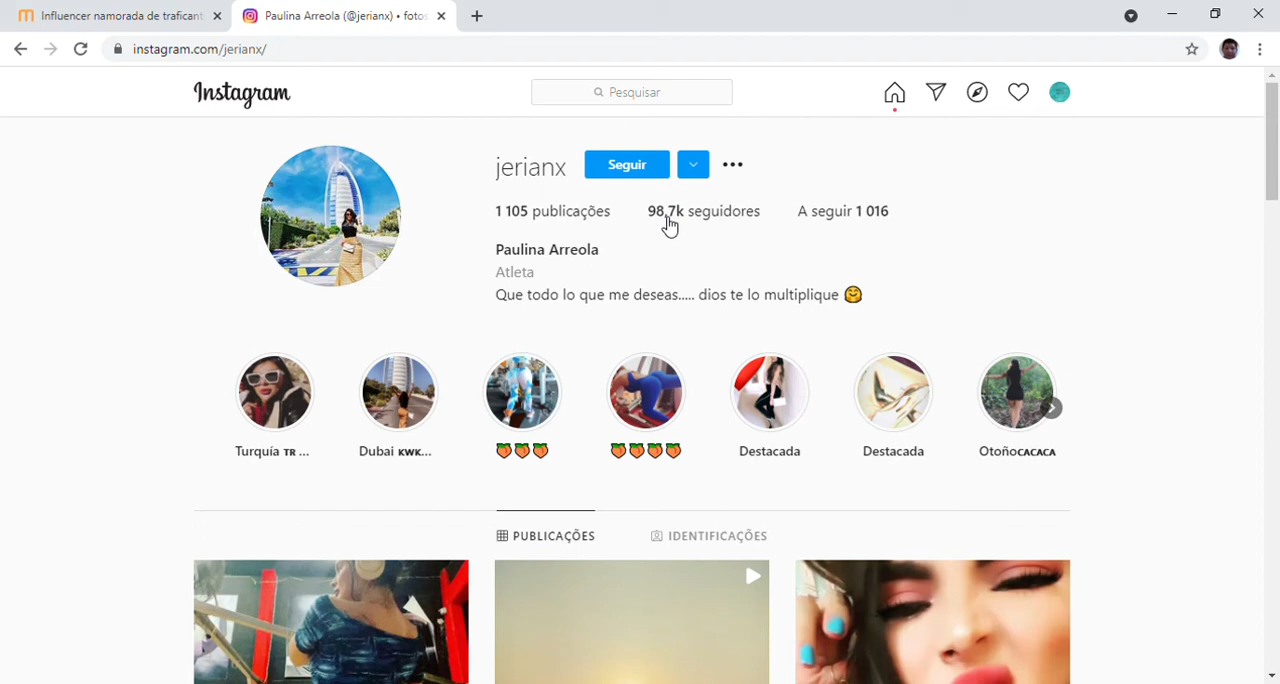 Influencer namorada de traficant
Paulina Arreola (@jerianx) • fotos
instagram.com/jerianx/
Instagram
Pesquisar
jerianx
Seguir
1 105 publicações
98,7k seguidores
A seguir 1 016
Paulina Arreola
Atleta
Que todo lo que me deseas..... dios te lo multiplique 🤗
Turquía TR ...
Dubai KWK...
🍑🍑🍑
🍑🍑🍑🍑
Destacada
Destacada
OtoñoCACACA
PUBLICAÇÕES
IDENTIFICAÇÕES